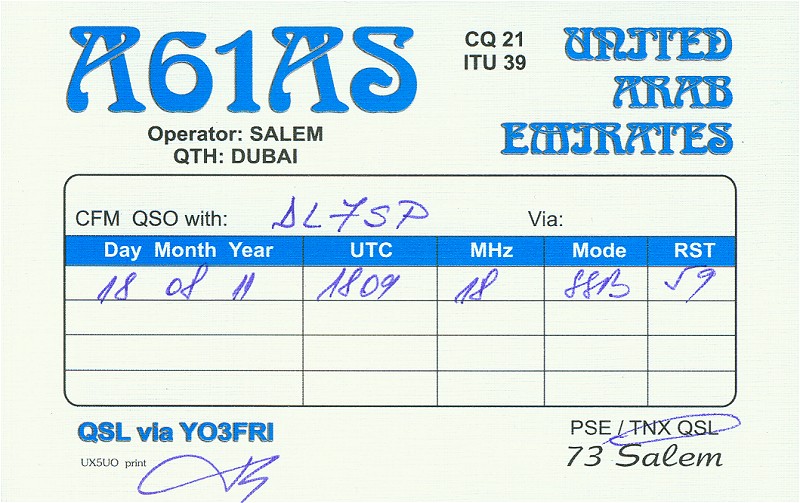 A61AS
CQ 21
ITU 39
UNITED
ARAB
EMIRATES
Operator: SALEM
QTH: DUBAI
CFM QSO with: DL7SP Via:
Day Month Year UTC MHz Mode RST
18 08 11 1809 18 SSB 59
QSL via YO3FRI
PSE / TNX QSL
UX5UO print
73 Salem